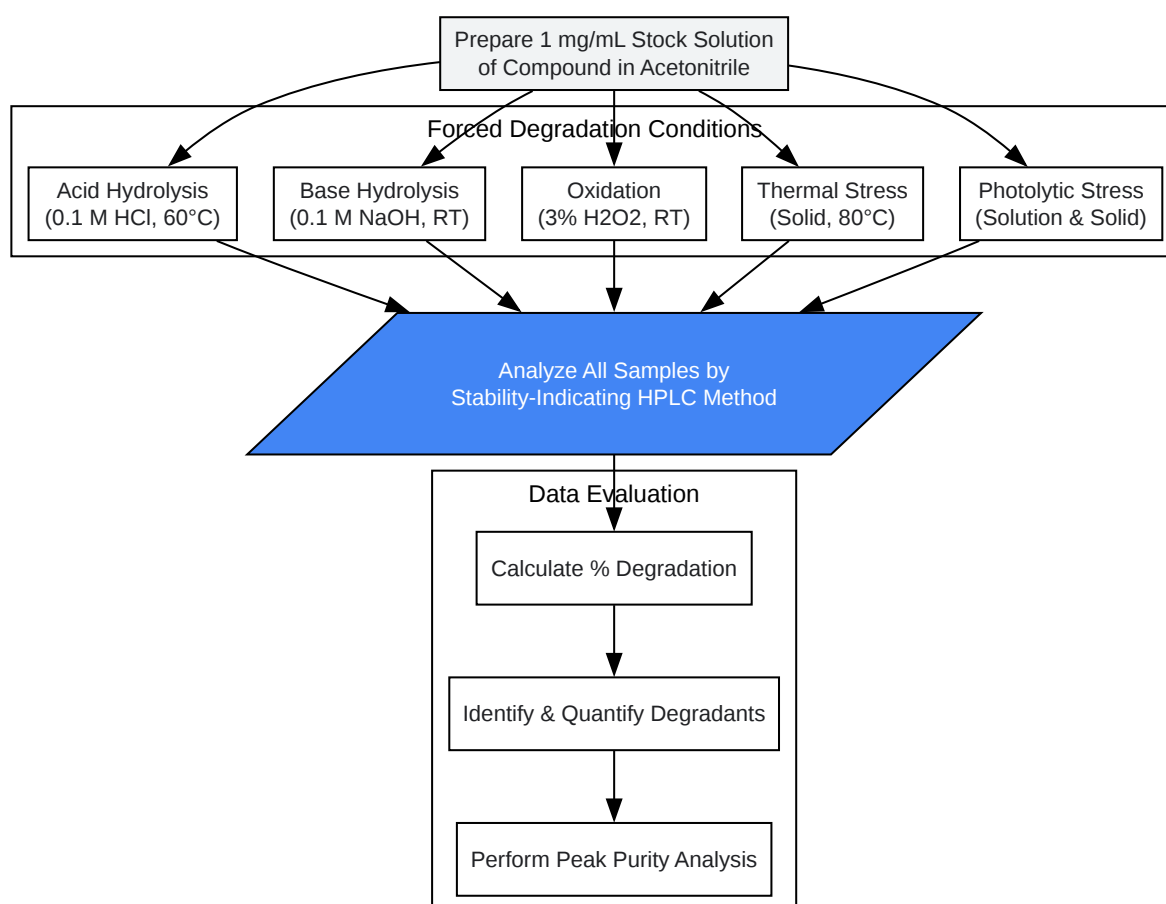 Prepare 1 mg/mL Stock Solution
of Compound in Acetonitrile
Forced Degradation Conditions
Acid Hydrolysis
(0.1 M HCl, 60°C)
Base Hydrolysis
(0.1 M NaOH, RT)
Oxidation
(3% H2O2, RT)
Thermal Stress
(Solid, 80°C)
Photolytic Stress
(Solution & Solid)
Analyze All Samples by
Stability-Indicating HPLC Method
Data Evaluation
Calculate % Degradation
Identify & Quantify Degradants
Perform Peak Purity Analysis